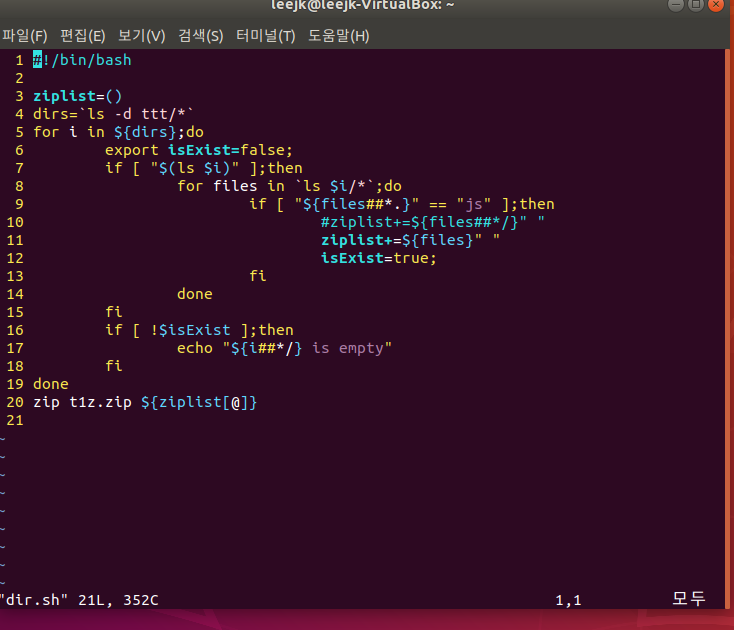 leejk@leejk-VirtualBox: ~
파일(F) 편집(E) 보기(V) 검색(S) 터미널(T) 도움말(H)
1 #!/bin/bash
2
3 ziplist=()
4 dirs=`ls -d ttt/*`
5 for i in ${dirs};do
6         export isExist=false;
7         if [ "$(ls $i)" ];then
8                 for files in `ls $i/*`;do
9                         if [ "${files##*.}" == "js" ];then
10                                 #ziplist+=${files##*/}" "
11                                 ziplist+=${files}" "
12                                 isExist=true;
13                         fi
14                 done
15         fi
16         if [ !$isExist ];then
17                 echo "${i##*/} is empty"
18         fi
19 done
20 zip t1z.zip ${ziplist[@]}
21
~
~
~
~
~
~
~
~
~
"dir.sh" 21L, 352C 1,1 모두